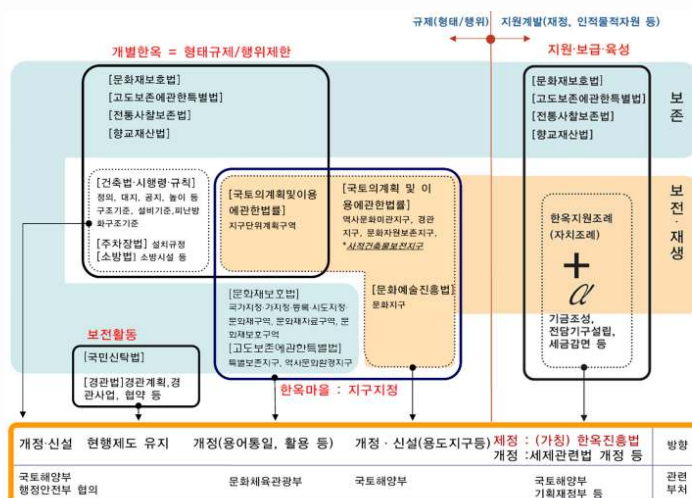 규제(형태/행위) 지원계발(재정, 인적물적자원 등)
개별한옥 = 형태규제/행위제한
지원·보급·육성
[문화재보호법]
[고도보존에관한특별법]
[전통사찰보존법]
[향교재산법]
[문화재보호법]
[고도보존에관한특별법]
[전통사찰보존법]
[향교재산법]
보존
[건축법·시행령·규칙]
정의, 대지, 공지, 높이 등
구조기준, 설비기준,피난방
화구조기준
[주차장법] 설치규정
[소방법] 소방시설 등
[국토의계획및이용
에관한법률]
지구단위계획구역
[국토의계획 및 이
용에관한법률]
역사문화미관지구, 경관
지구, 문화자원보존지구,
*사적건축물보전지구
[문화예술진흥법]
문화지구
한옥지원조례
(자치조례)
+
α
기금조성,
전담기구설립,
세금감면 등
보전·재생
[문화재보호법]
국가지정·가지정·등록·시도지정·
문화재구역, 문화재자료구역, 문
화재보호구역
[고도보존에관한특별법]
특별보존지구, 역사문화환경지구
보전활동
[국민신탁법]
[경관법]경관계획,경
관사업, 협약 등
한옥마을 : 지구지정
개정·신설 현행제도 유지 개정(용어통일, 활용 등) 개정·신설(용도지구등) 제정 : (가칭) 한옥진흥법
개정 :세제관련법 개정 등
방향
국토해양부
행정안전부 협의
문화체육관광부
국토해양부
국토해양부
기획재정부 등
관련
부처